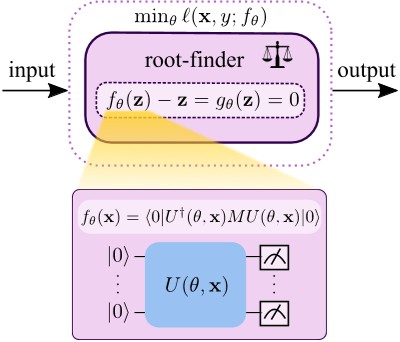 min_θ ℓ(𝐱, y; f_θ)
input
root-finder
output
f_θ(𝐳) − 𝐳 = g_θ(𝐳) = 0
f_θ(𝐱) = ⟨0|U†(θ, 𝐱)MU(θ, 𝐱)|0⟩
|0⟩
⋮
U(θ, 𝐱)
⋮
|0⟩